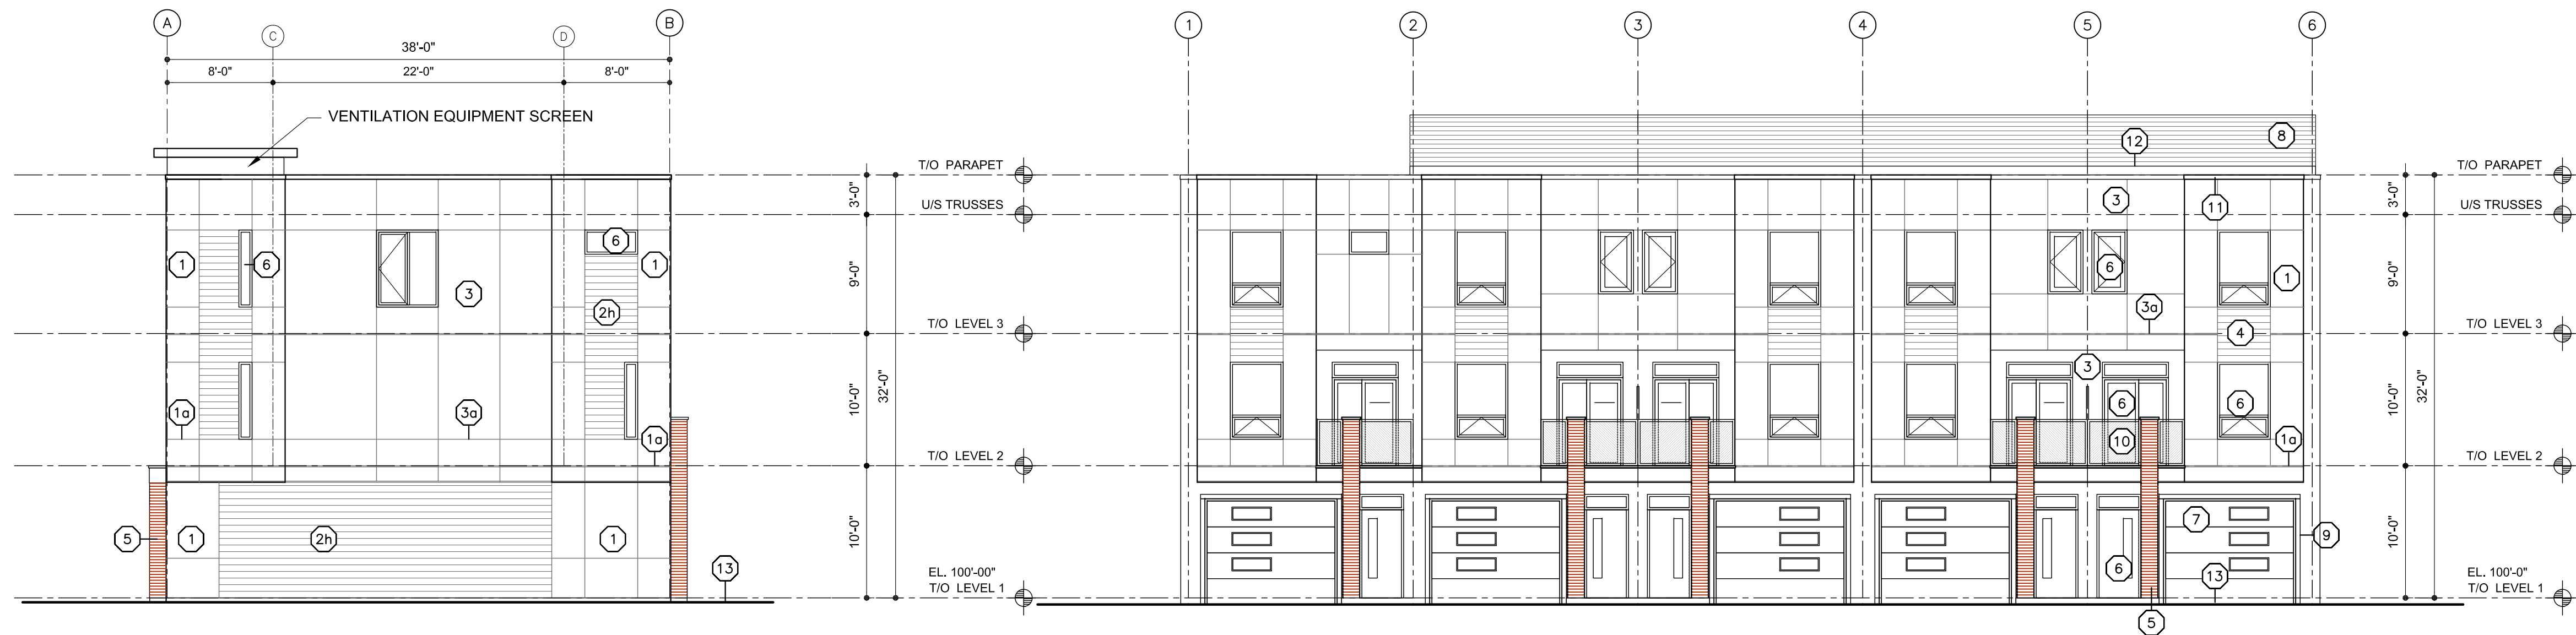 A
C
D
B
38'-0"
8'-0"
22'-0"
8'-0"
VENTILATION EQUIPMENT SCREEN
1
6
6
1
3
2h
1a
3a
1a
5
1
2h
1
13
3'-0"
9'-0"
10'-0"
10'-0"
32'-0"
T/O PARAPET
U/S TRUSSES
T/O LEVEL 3
T/O LEVEL 2
EL. 100'-00"
T/O LEVEL 1
1
2
3
4
5
6
12
8
3
11
6
1
3a
4
3
6
6
10
1a
7
9
6
13
5
3'-0"
9'-0"
10'-0"
10'-0"
32'-0"
T/O PARAPET
U/S TRUSSES
T/O LEVEL 3
T/O LEVEL 2
EL. 100'-0"
T/O LEVEL 1